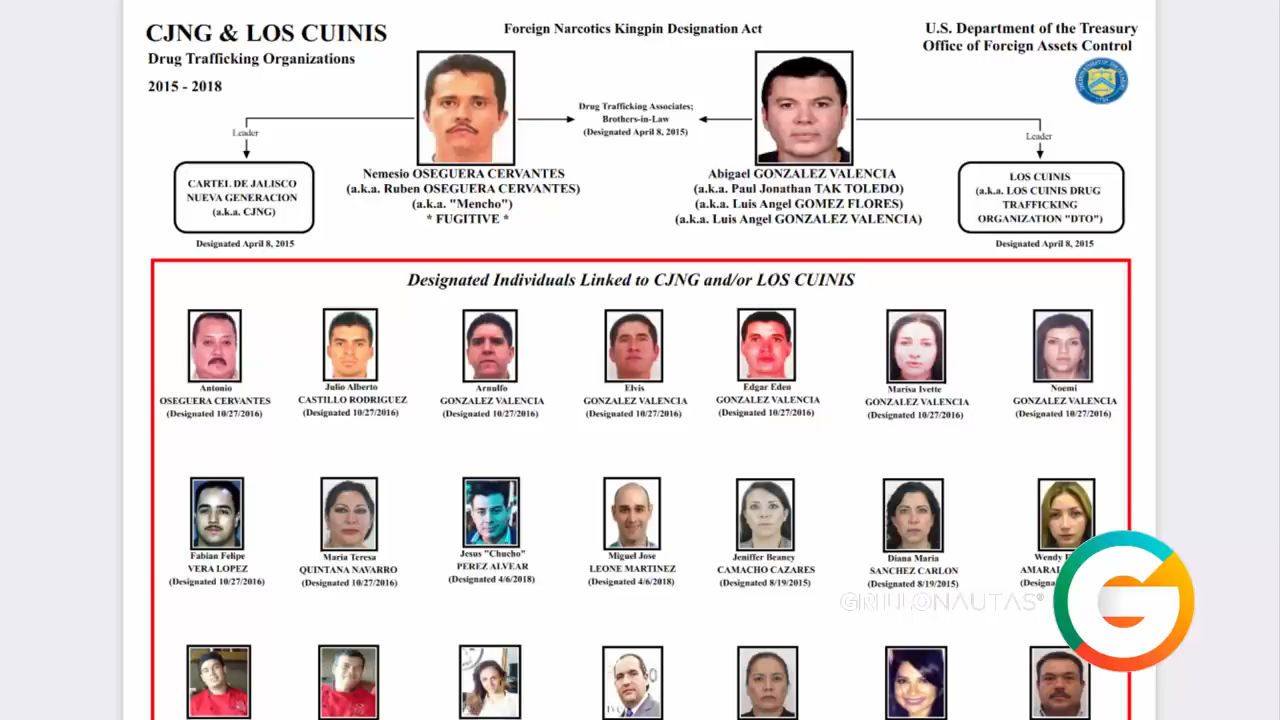 CJNG & LOS CUINIS
Drug Trafficking Organizations
2015 - 2018
Foreign Narcotics Kingpin Designation Act
U.S. Department of the Treasury
Office of Foreign Assets Control
Leader
CARTEL DE JALISCO
NUEVA GENERACION
(a.k.a. CJNG)
Designated April 8, 2015
Nemesio OSEGUERA CERVANTES
(a.k.a. Ruben OSEGUERA CERVANTES)
(a.k.a. "Mencho")
* FUGITIVE *
Drug Trafficking Associates;
Brothers-in-Law
(Designated April 8, 2015)
Abigael GONZALEZ VALENCIA
(a.k.a. Paul Jonathan TAK TOLEDO)
(a.k.a. Luis Angel GOMEZ FLORES)
(a.k.a. Luis Angel GONZALEZ VALENCIA)
Leader
LOS CUINIS
(a.k.a. LOS CUINIS DRUG
TRAFFICKING
ORGANIZATION "DTO")
Designated April 8, 2015
Designated Individuals Linked to CJNG and/or LOS CUINIS
Antonio
OSEGUERA CERVANTES
(Designated 10/27/2016)
Julio Alberto
CASTILLO RODRIGUEZ
(Designated 10/27/2016)
Arnulfo
GONZALEZ VALENCIA
(Designated 10/27/2016)
Elvis
GONZALEZ VALENCIA
(Designated 10/27/2016)
Edgar Eden
GONZALEZ VALENCIA
(Designated 10/27/2016)
Marisa Ivette
GONZALEZ VALENCIA
(Designated 10/27/2016)
Noemi
GONZALEZ VALENCIA
(Designated 10/27/2016)
Fabian Felipe
VERA LOPEZ
(Designated 10/27/2016)
Maria Teresa
QUINTANA NAVARRO
(Designated 10/27/2016)
Jesus "Chucho"
PEREZ ALVEAR
(Designated 4/6/2018)
Miguel Jose
LEONE MARTINEZ
(Designated 4/6/2018)
Jeniffer Beaney
CAMACHO CAZARES
(Designated 8/19/2015)
Diana Maria
SANCHEZ CARLON
(Designated 8/19/2015)
Wendy
AMARAL
GRILLONAUTAS®